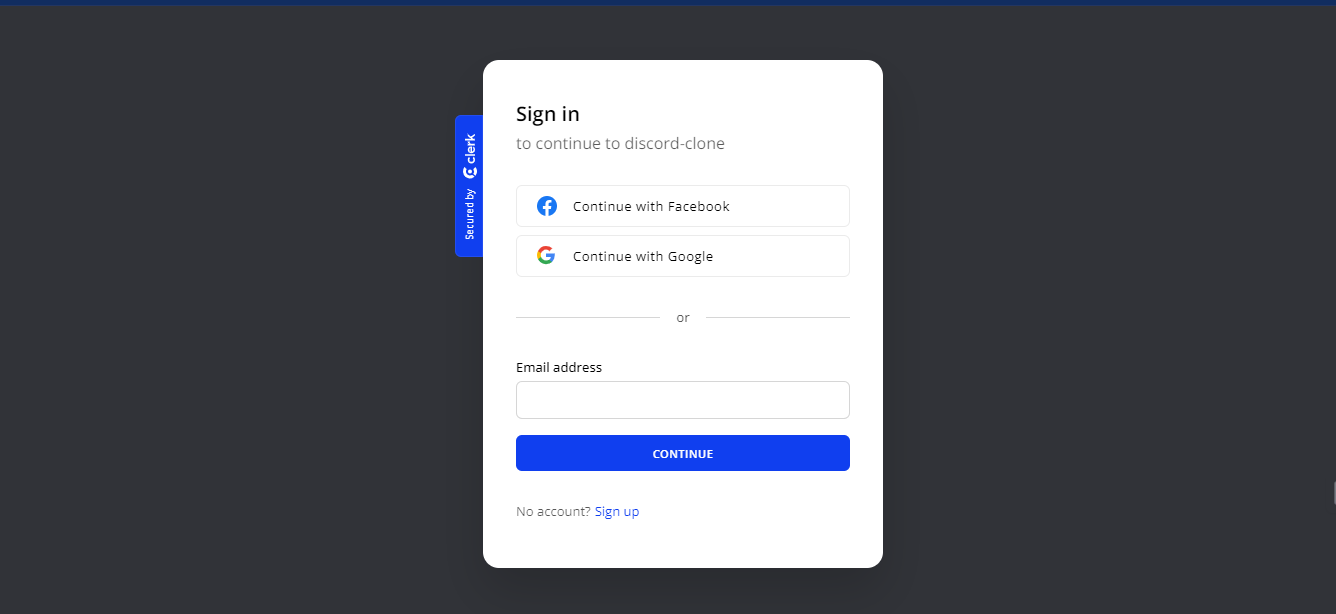 Sign in
to continue to discord-clone
Secured by clerk
Continue with Facebook
Continue with Google
or
Email address
CONTINUE
No account? Sign up